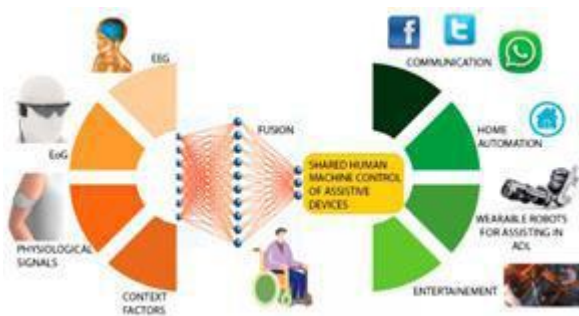 EEG
EoG
PHYSIOLOGICAL
SIGNALS
CONTEXT
FACTORS
FUSION
SHARED HUMAN
MACHINE CONTROL
OF ASSISTIVE
DEVICES
COMMUNICATION
HOME
AUTOMATION
WEARABLE ROBOTS
FOR ASSISTING IN
ADL
ENTERTAINEMENT